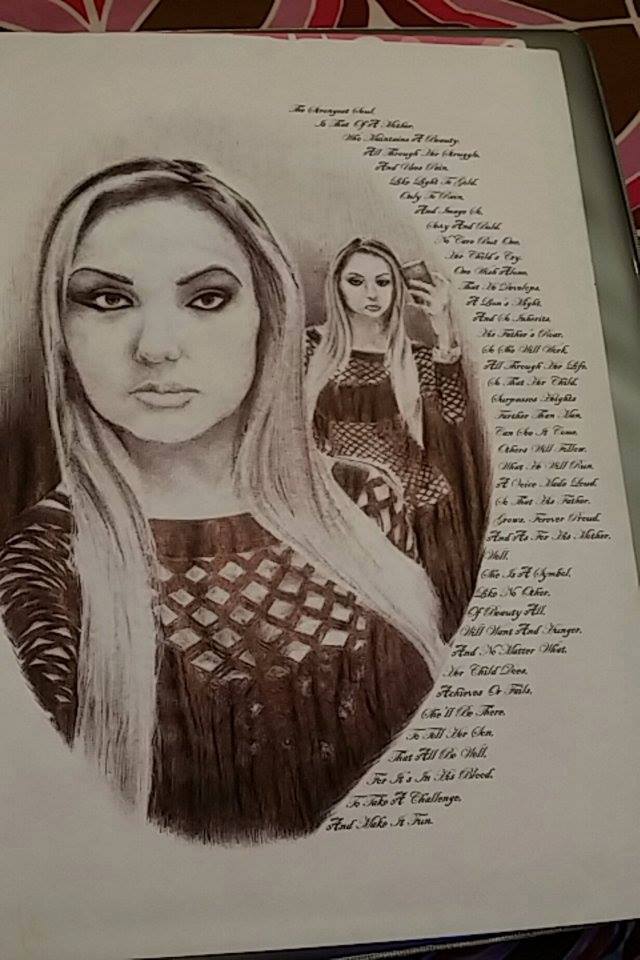 The Strongest Soul,
Is That Of A Mother,
Who Maintains A Beauty,
All Through Her Struggle,
And Uses Pain,
Like Light To Gold,
Only To Run,
And Image So,
Sexy And Bold,
No Care But One,
Her Child's Cry,
One Wish Alone,
That He Develops,
A Lion's Might,
And So Inherits,
His Father's Roar,
So She Will Work,
All Through Her Life,
So That Her Child,
Surpasses Heights
Further Than Men,
Can See It Come,
Others Will Follow,
What He Will Run,
A Voice Made Loud,
So That His Father,
Grows, Forever Proud,
And As For His Mother,
Well,
She Is A Symbol,
Like No Other,
Of Beauty All,
Will Want And Hunger,
And No Matter What,
Her Child Does,
Achieves Or Fails,
She'll Be There,
To Tell Her Son,
That All Be Well,
For It's In His Blood,
To Take A Challenge,
And Make It Fun.